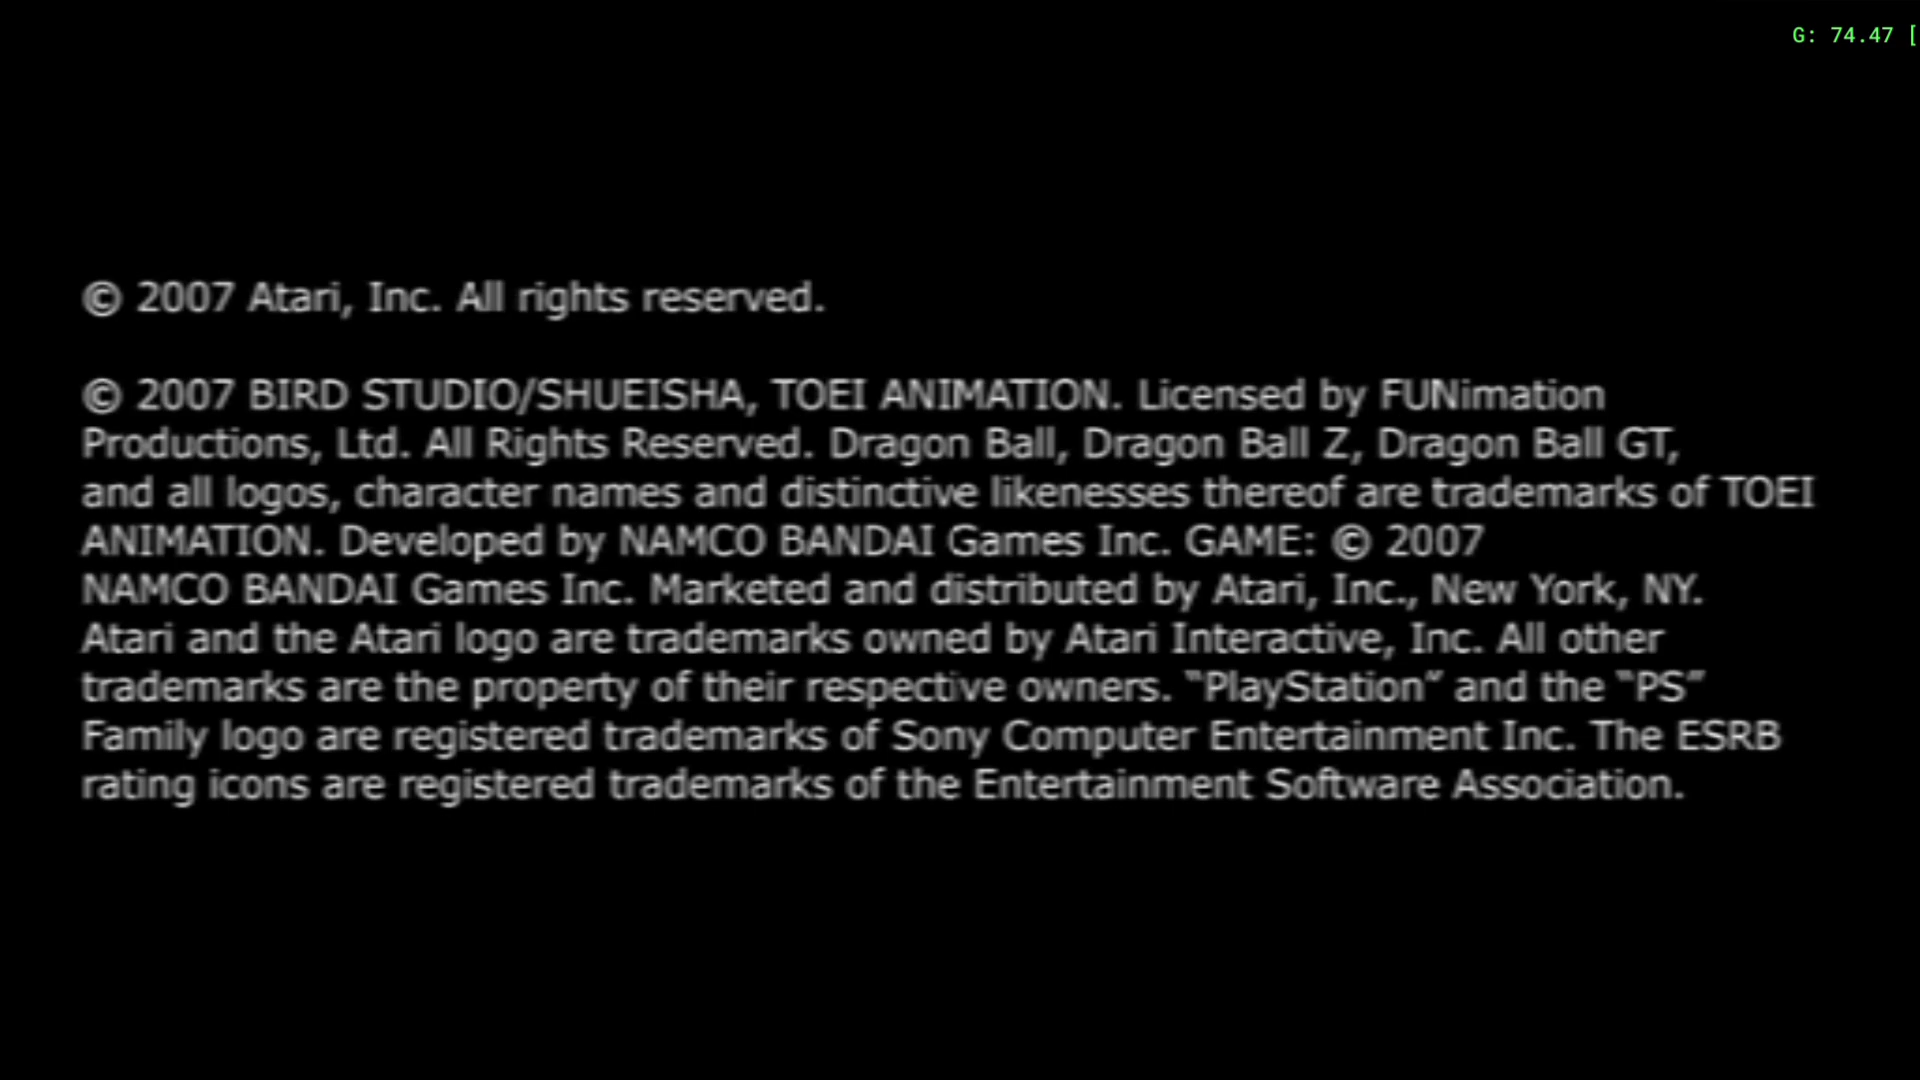 G: 74.47 [
© 2007 Atari, Inc. All rights reserved.
© 2007 BIRD STUDIO/SHUEISHA, TOEI ANIMATION. Licensed by FUNimation
Productions, Ltd. All Rights Reserved. Dragon Ball, Dragon Ball Z, Dragon Ball GT,
and all logos, character names and distinctive likenesses thereof are trademarks of TOEI
ANIMATION. Developed by NAMCO BANDAI Games Inc. GAME: © 2007
NAMCO BANDAI Games Inc. Marketed and distributed by Atari, Inc., New York, NY.
Atari and the Atari logo are trademarks owned by Atari Interactive, Inc. All other
trademarks are the property of their respective owners. “PlayStation” and the “PS”
Family logo are registered trademarks of Sony Computer Entertainment Inc. The ESRB
rating icons are registered trademarks of the Entertainment Software Association.